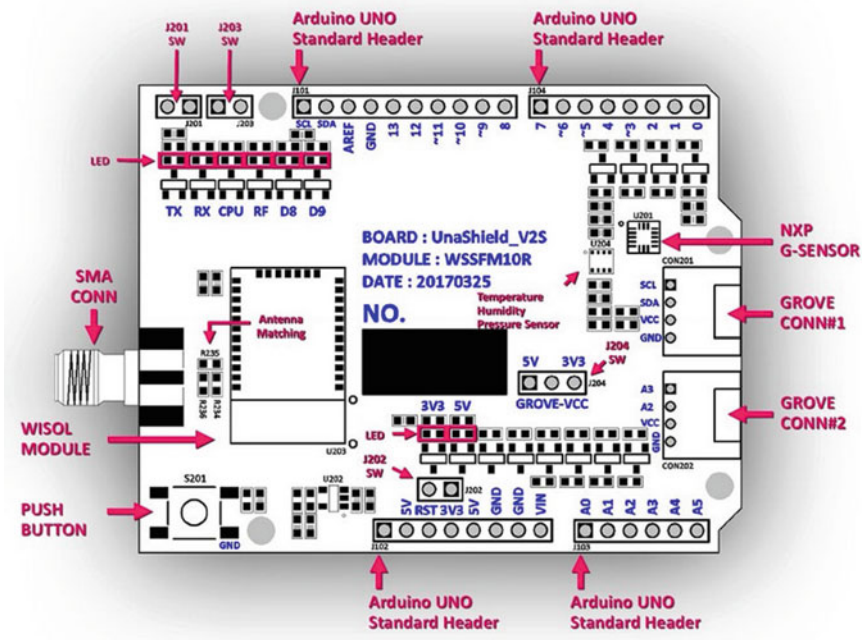 J201
SW
J203
SW
Arduino UNO
Standard Header
Arduino UNO
Standard Header
J201
J203
J101
J104
SCL SDA AREF GND 13 12 ~11 ~10 ~9 8
7 ~6 ~5 4 ~3 2 1 0
LED
TX RX CPU RF D8 D9
U201
NXP
G-SENSOR
U204
BOARD : UnaShield_V2S
MODULE : WSSFM10R
DATE : 20170325
NO.
CON201
SMA
CONN
Antenna
Matching
Temperature
Humidity
Pressure Sensor
SCL
SDA
VCC
GND
GROVE
CONN#1
R235
R236 R234
J204
SW
5V 3V3
J204
GROVE-VCC
A3
A2
VCC
GND
CON202
GROVE
CONN#2
WISOL
MODULE
U203
3V3 5V
LED
J202
SW
J202
S201
U202
PUSH
BUTTON
GND
5V RST 3V3 5V GND GND VIN
A0 A1 A2 A3 A4 A5
J102
J103
Arduino UNO
Standard Header
Arduino UNO
Standard Header